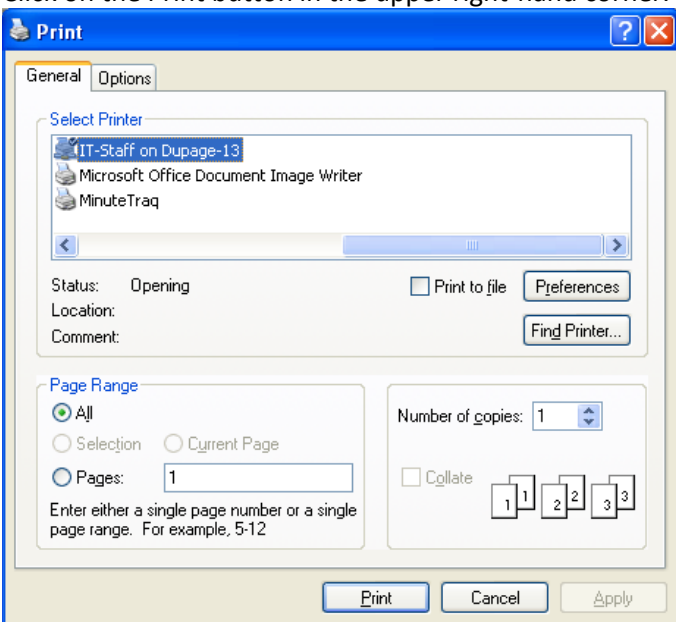 Click on the Print button in the upper right-hand corner.
Print
General Options
Select Printer
IT-Staff on Dupage-13
Microsoft Office Document Image Writer
MinuteTraq
Status: Opening
Print to file
Preferences
Location:
Comment:
Find Printer...
Page Range
All
Selection
Current Page
Pages: 1
Enter either a single page number or a single
page range. For example, 5-12
Number of copies: 1
Collate
1 1 2 2 3 3
Print
Cancel
Apply